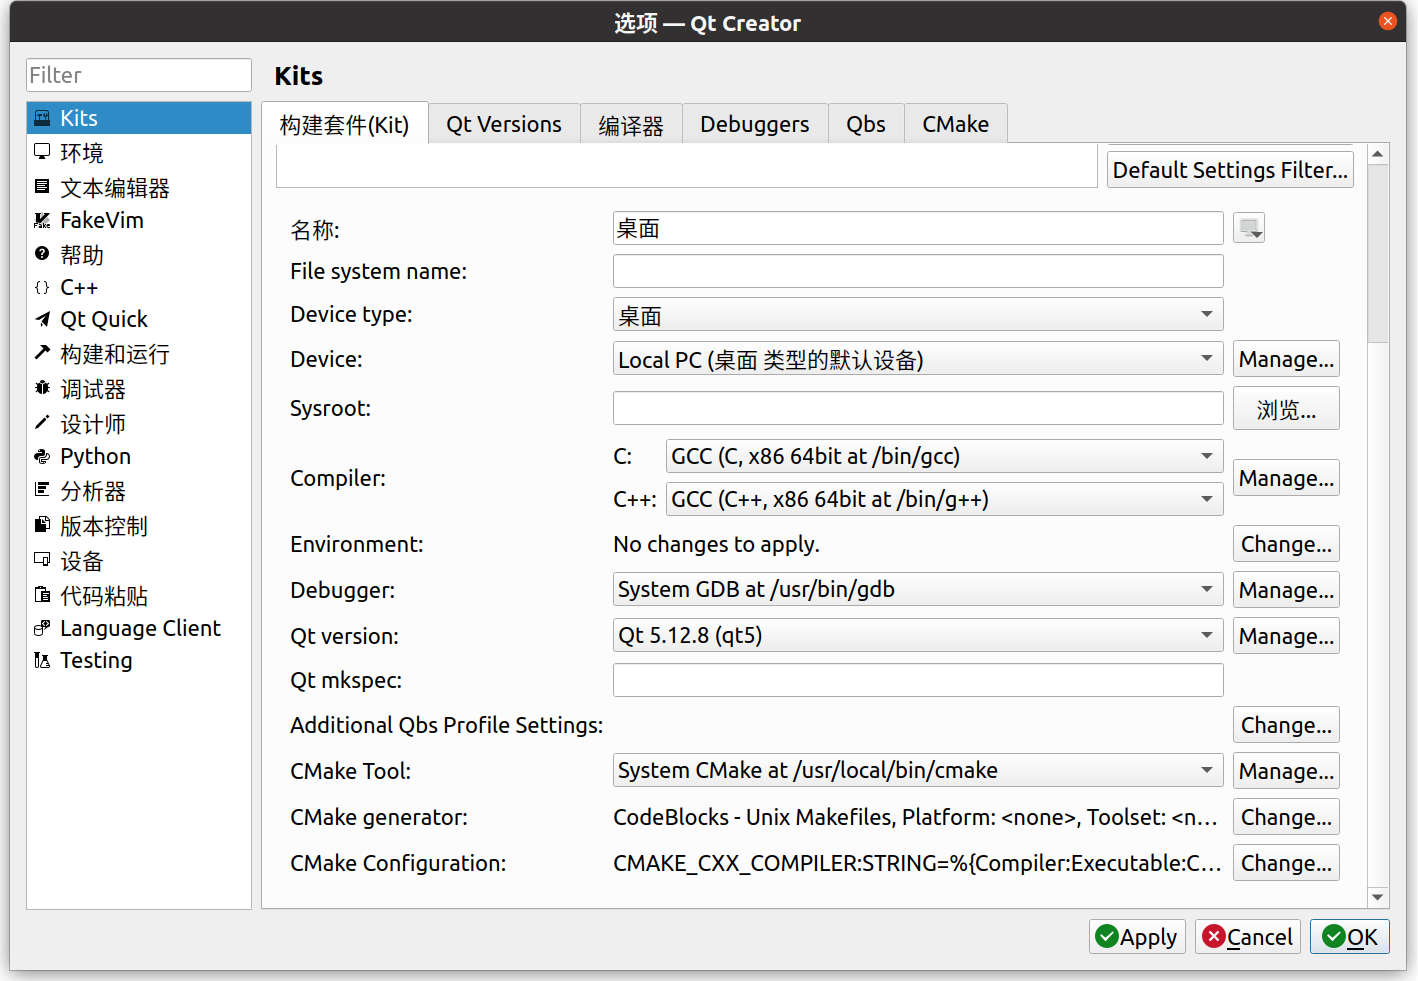 选项 — Qt Creator
Filter
Kits
环境
文本编辑器
FakeVim
帮助
C++
Qt Quick
构建和运行
调试器
设计师
Python
分析器
版本控制
设备
代码粘贴
Language Client
Testing
Kits
构建套件(Kit) Qt Versions 编译器 Debuggers Qbs CMake
Default Settings Filter...
名称: 桌面
File system name:
Device type: 桌面
Device: Local PC (桌面 类型的默认设备) Manage...
Sysroot: 浏览...
Compiler: C: GCC (C, x86 64bit at /bin/gcc) Manage...
C++: GCC (C++, x86 64bit at /bin/g++)
Environment: No changes to apply. Change...
Debugger: System GDB at /usr/bin/gdb Manage...
Qt version: Qt 5.12.8 (qt5) Manage...
Qt mkspec:
Additional Qbs Profile Settings: Change...
CMake Tool: System CMake at /usr/local/bin/cmake Manage...
CMake generator: CodeBlocks - Unix Makefiles, Platform: <none>, Toolset: <n... Change...
CMake Configuration: CMAKE_CXX_COMPILER:STRING=%{Compiler:Executable:C... Change...
Apply Cancel OK